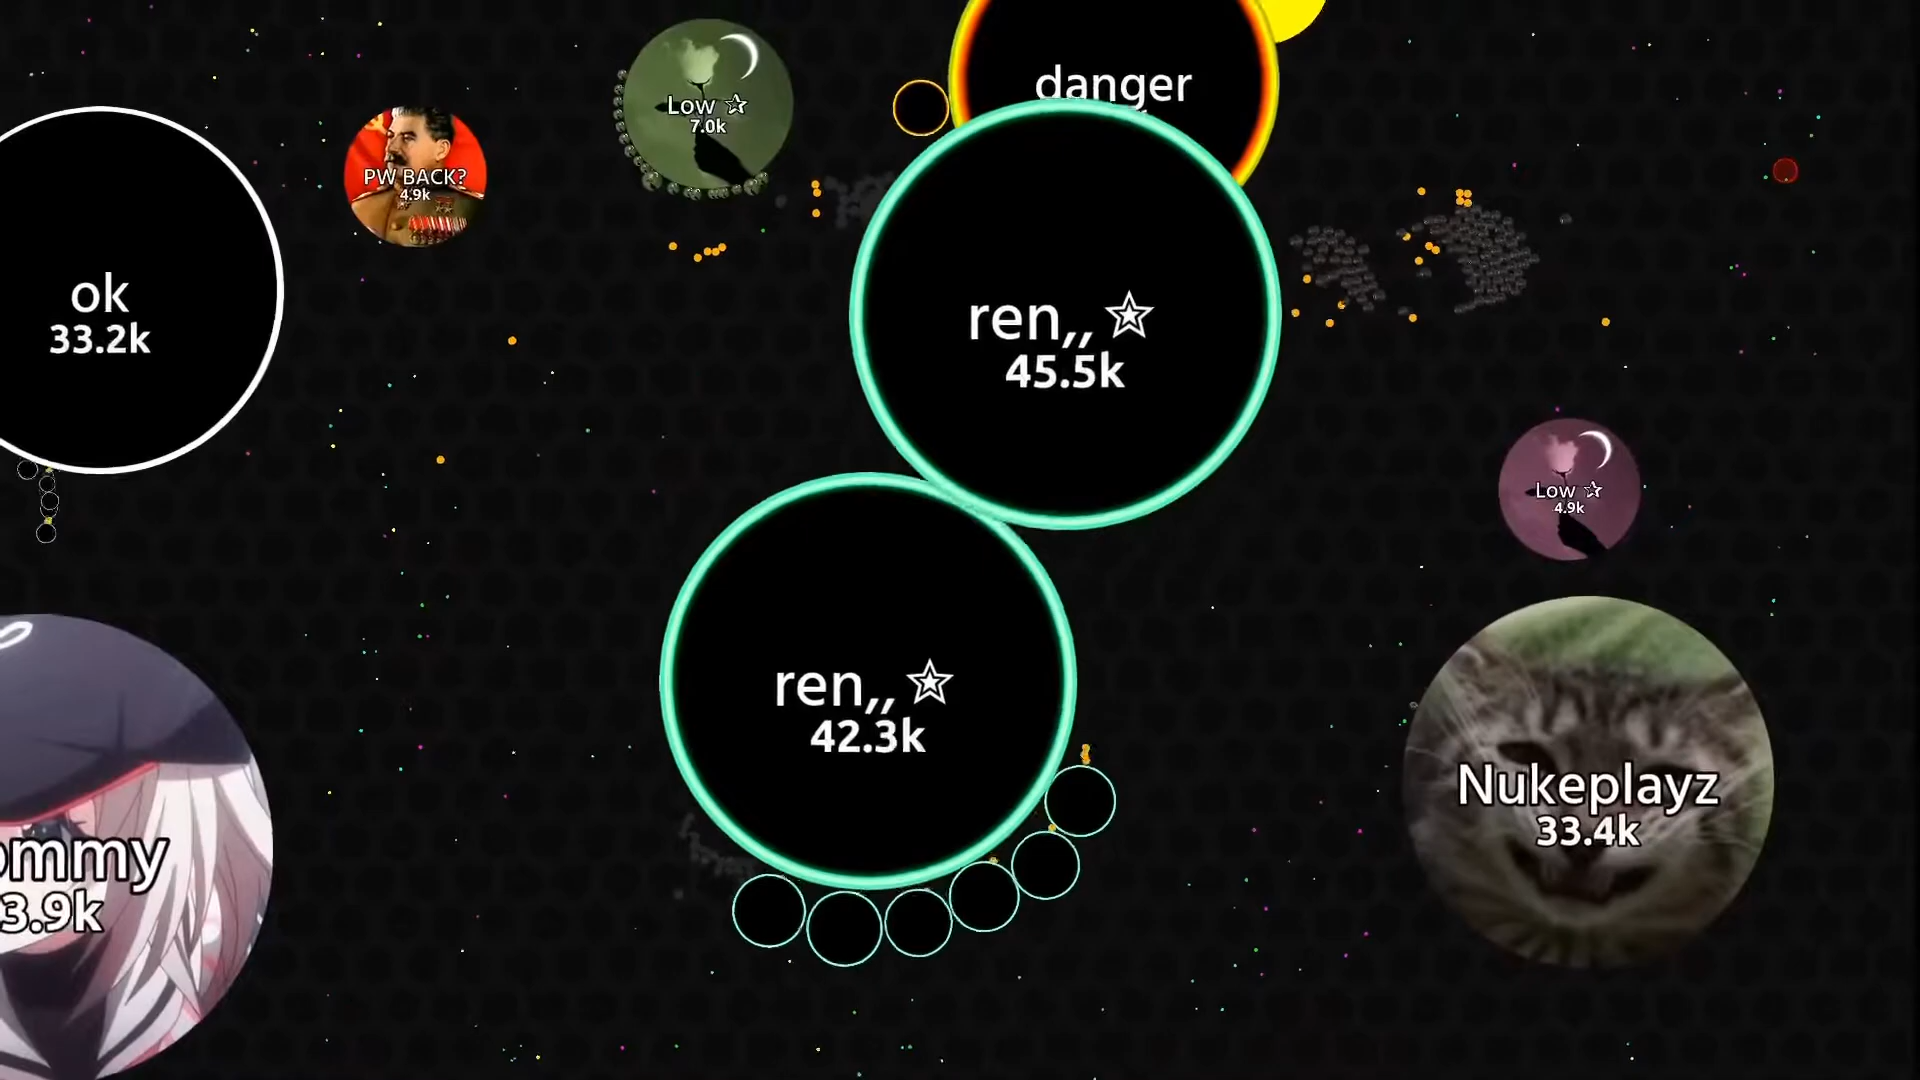 danger
Low ☆
7.0k
PW BACK?
4.9k
ok
33.2k
ren,, ☆
45.5k
Low ☆
4.9k
ren,, ☆
42.3k
Nukeplayz
33.4k
ommy
3.9k